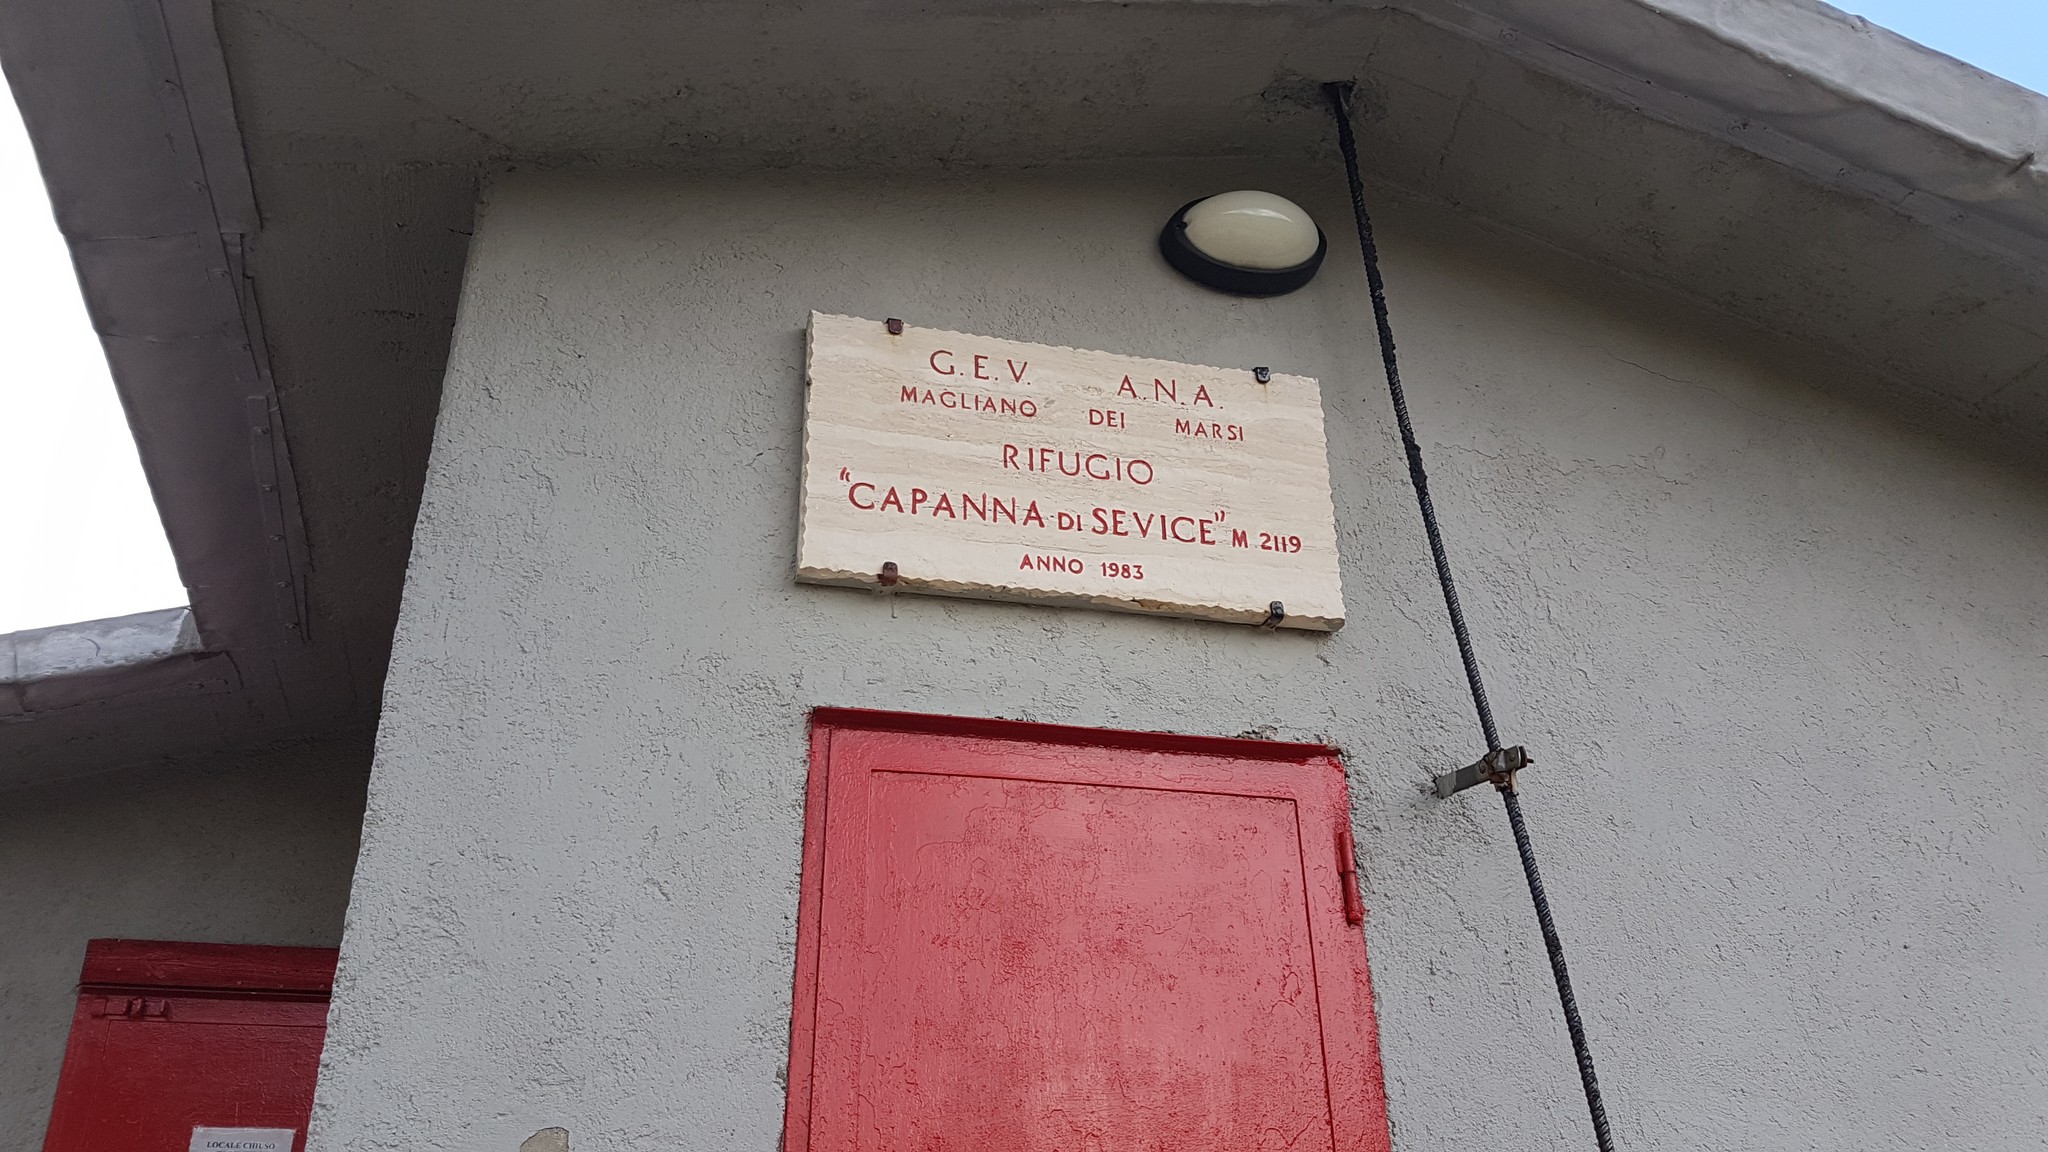 G.E.V. A.N.A.
MAGLIANO DEI MARSI
RIFUGIO
"CAPANNA DI SEVICE" M 2119
ANNO 1983
LOCALE CHIUSO